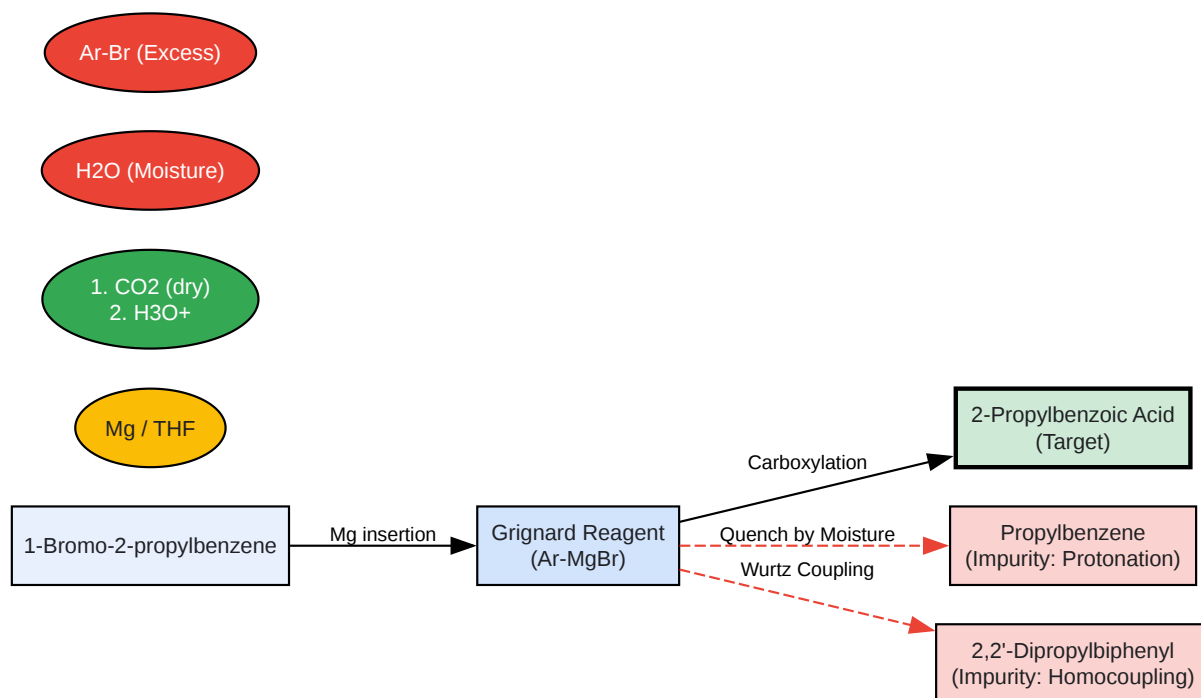 Ar-Br (Excess)
H2O (Moisture)
1. CO2 (dry)
2. H3O+
Mg / THF
2-Propylbenzoic Acid
(Target)
Carboxylation
1-Bromo-2-propylbenzene
Mg insertion
Grignard Reagent
(Ar-MgBr)
Quench by Moisture
Propylbenzene
(Impurity: Protonation)
Wurtz Coupling
2,2'-Dipropylbiphenyl
(Impurity: Homocoupling)